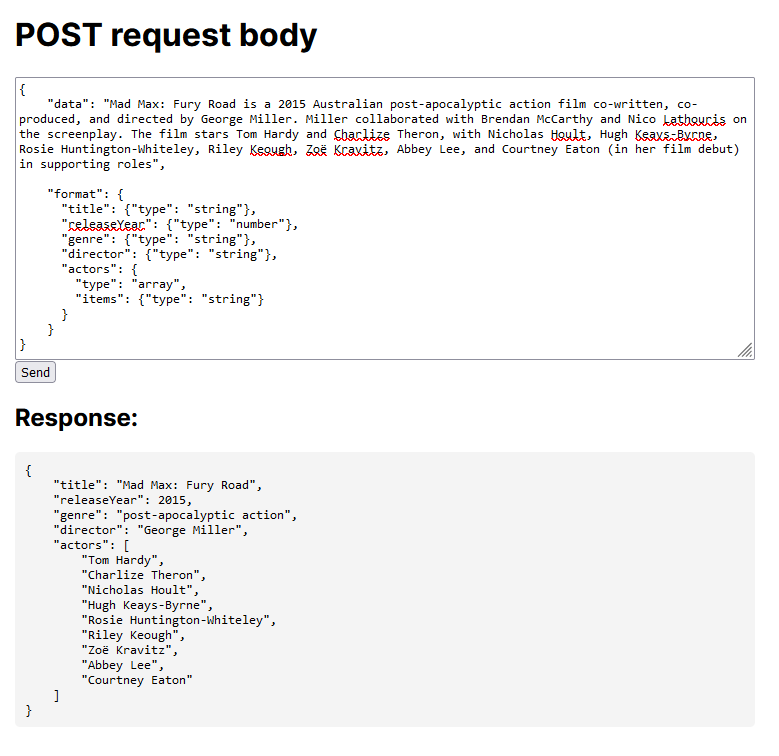 POST request body
{
    "data": "Mad Max: Fury Road is a 2015 Australian post-apocalyptic action film co-written, co-
produced, and directed by George Miller. Miller collaborated with Brendan McCarthy and Nico Lathouris on
the screenplay. The film stars Tom Hardy and Charlize Theron, with Nicholas Hoult, Hugh Keays-Byrne,
Rosie Huntington-Whiteley, Riley Keough, Zoë Kravitz, Abbey Lee, and Courtney Eaton (in her film debut)
in supporting roles",

    "format": {
      "title": {"type": "string"},
      "releaseYear": {"type": "number"},
      "genre": {"type": "string"},
      "director": {"type": "string"},
      "actors": {
        "type": "array",
        "items": {"type": "string"}
      }
    }
}
Send
Response:
{
    "title": "Mad Max: Fury Road",
    "releaseYear": 2015,
    "genre": "post-apocalyptic action",
    "director": "George Miller",
    "actors": [
        "Tom Hardy",
        "Charlize Theron",
        "Nicholas Hoult",
        "Hugh Keays-Byrne",
        "Rosie Huntington-Whiteley",
        "Riley Keough",
        "Zoë Kravitz",
        "Abbey Lee",
        "Courtney Eaton"
    ]
}